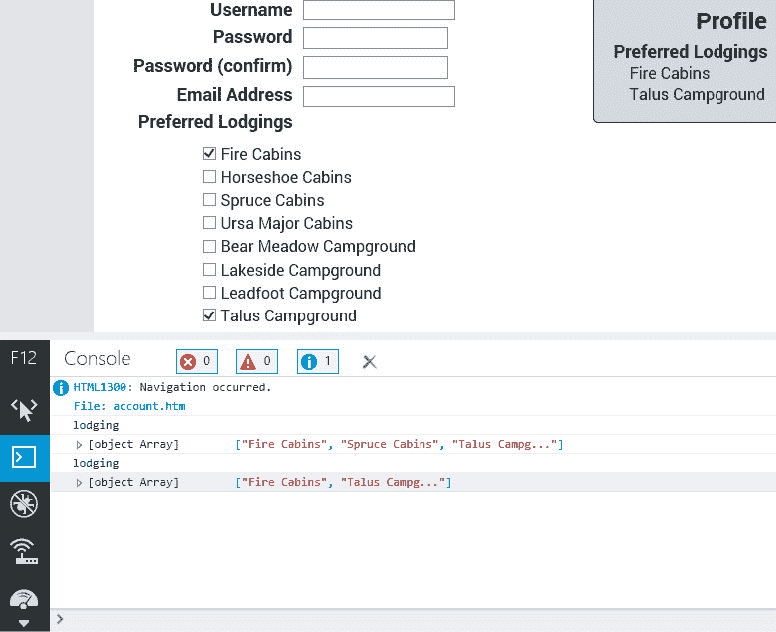 Username
Password
Password (confirm)
Email Address
Preferred Lodgings
Fire Cabins
Horseshoe Cabins
Spruce Cabins
Ursa Major Cabins
Bear Meadow Campground
Lakeside Campground
Leadfoot Campground
Talus Campground
Profile
Preferred Lodgings
Fire Cabins
Talus Campground
F12 Console 0 0 1
HTML1300: Navigation occurred.
File: account.htm
lodging
[object Array] ["Fire Cabins", "Spruce Cabins", "Talus Campg..."]
lodging
[object Array] ["Fire Cabins", "Talus Campg..."]